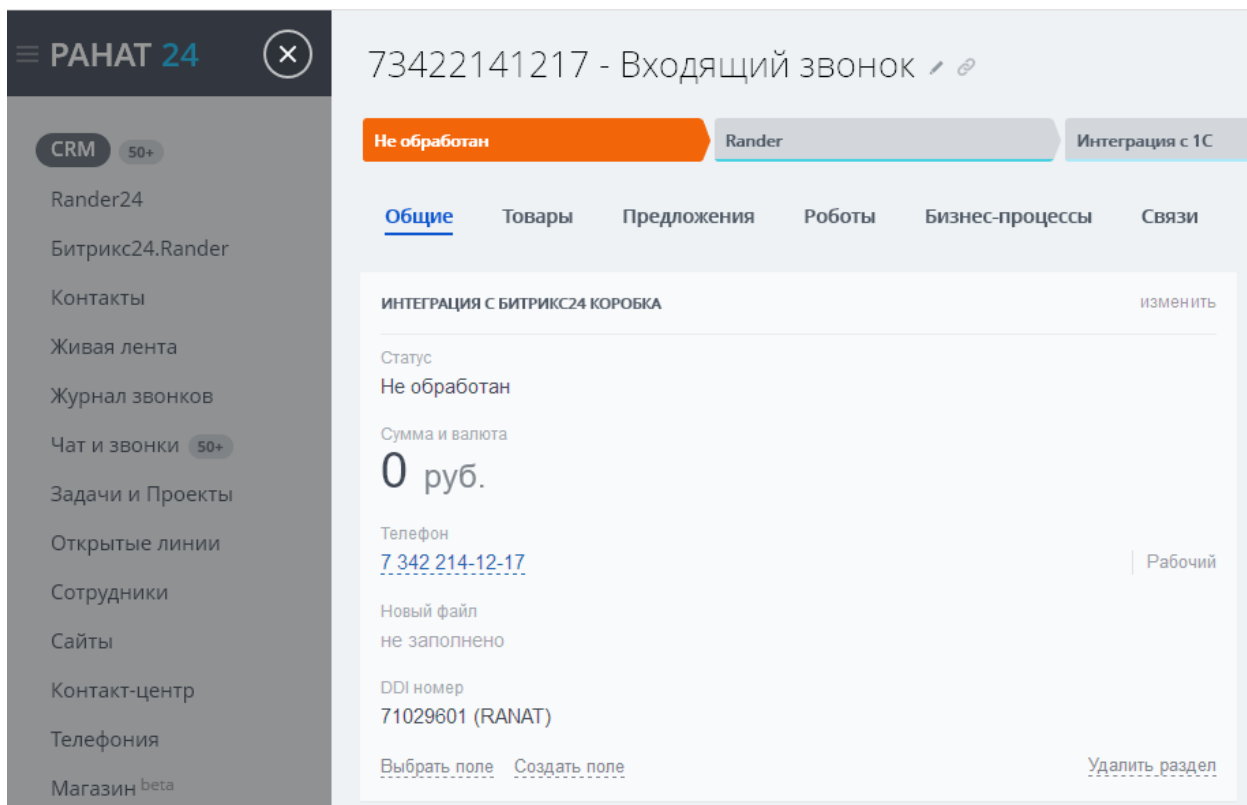 РАНАТ 24
CRM 50+
Rander24
Битрикс24.Rander
Контакты
Живая лента
Журнал звонков
Чат и звонки 50+
Задачи и Проекты
Открытые линии
Сотрудники
Сайты
Контакт-центр
Телефония
Магазин beta
73422141217 - Входящий звонок
Не обработан
Rander
Интеграция с 1С
Общие Товары Предложения Роботы Бизнес-процессы Связи
ИНТЕГРАЦИЯ С БИТРИКС24 КОРОБКА изменить
Статус
Не обработан
Сумма и валюта
0 руб.
Телефон
7 342 214-12-17 Рабочий
Новый файл
не заполнено
DDI номер
71029601 (RANAT)
Выбрать поле Создать поле Удалить раздел